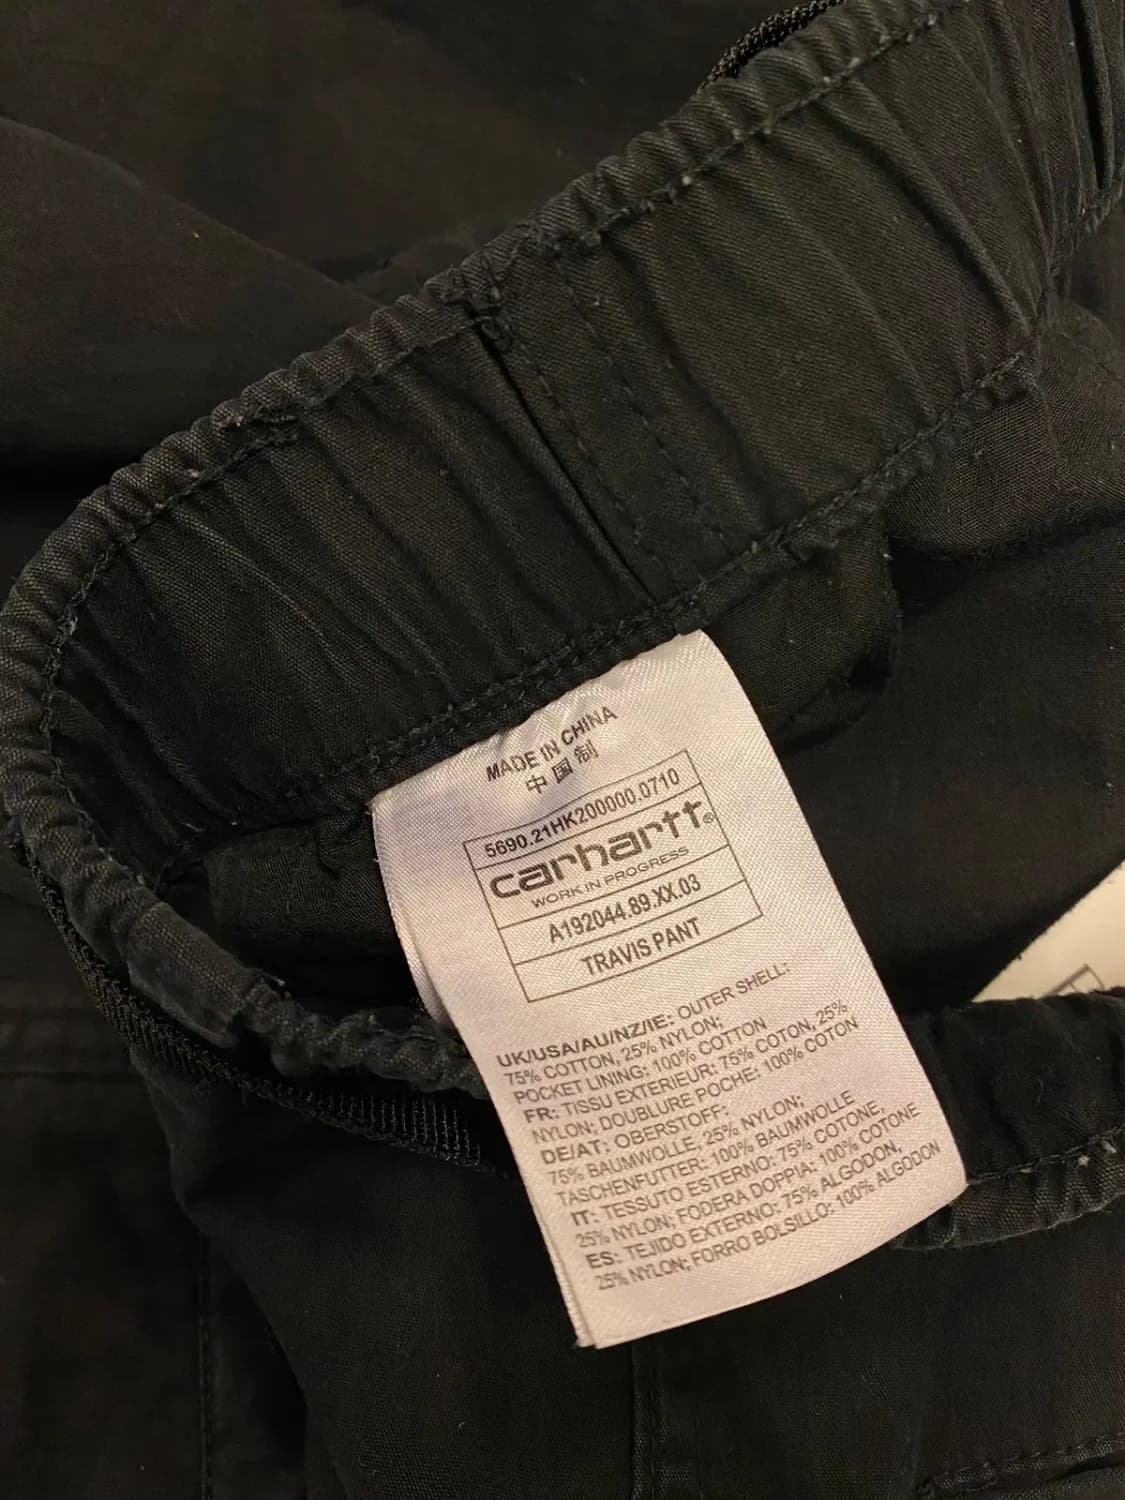 MADE IN CHINA
中国制
5690.21HK200000.0710
carhartt®
WORK IN PROGRESS
A192044.89.XX.03
TRAVIS PANT
UK/USA/AU/NZ/IE: OUTER SHELL:
75% COTTON, 25% NYLON;
POCKET LINING: 100% COTTON
FR: TISSU EXTERIEUR: 75% COTON, 25%
NYLON; DOUBLURE POCHE: 100% COTON
DE/AT: OBERSTOFF:
75% BAUMWOLLE, 25% NYLON;
TASCHENFUTTER: 100% BAUMWOLLE
IT: TESSUTO ESTERNO: 75% COTONE,
25% NYLON; FODERA DOPPIA: 100% COTONE
ES: TEJIDO EXTERNO: 75% ALGODON,
25% NYLON; FORRO BOLSILLO: 100% ALGODON